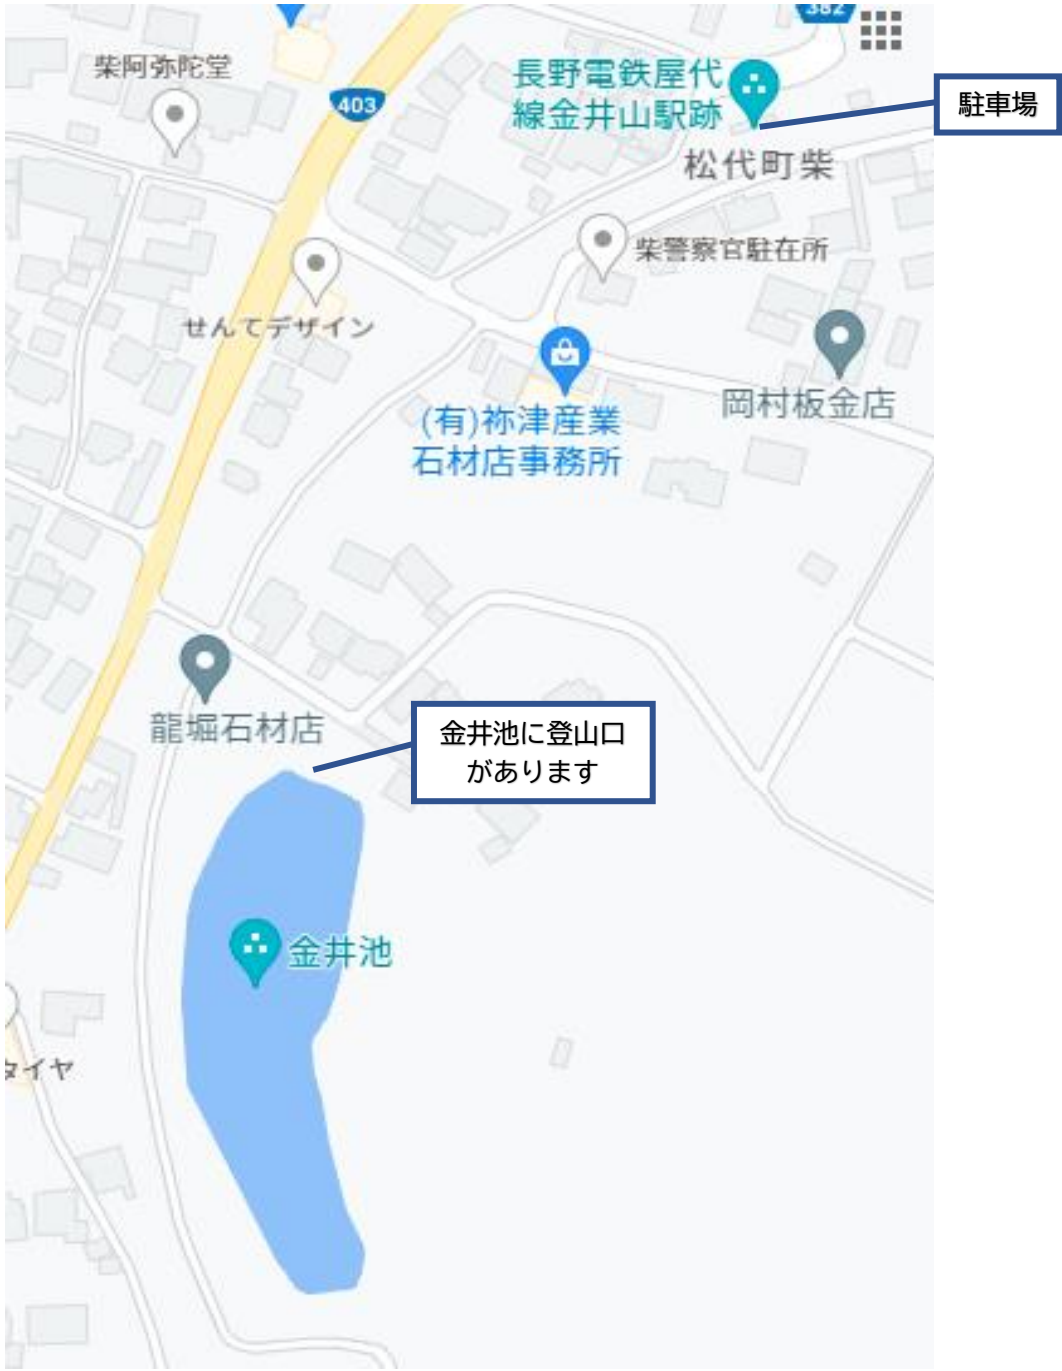 382
柴阿弥陀堂
403
長野電鉄屋代
線金井山駅跡
駐車場
松代町柴
柴警察官駐在所
せんてデザイン
岡村板金店
(有)祢津産業
石材店事務所
龍堀石材店
金井池に登山口
があります
金井池
タイヤ